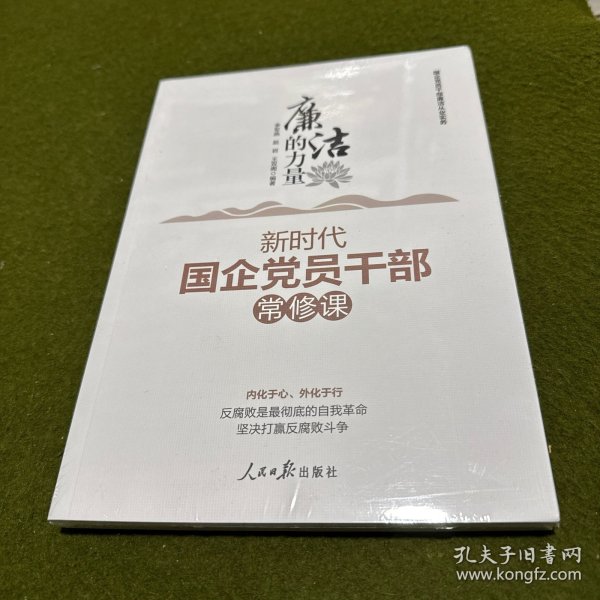 廉洁
的力量
编著
新时代
国企党员干部
常修课
内化于心、外化于行
反腐败是最彻底的自我革命
坚决打赢反腐败斗争
人民日报出版社
孔夫子旧书网
www.kongfz.com